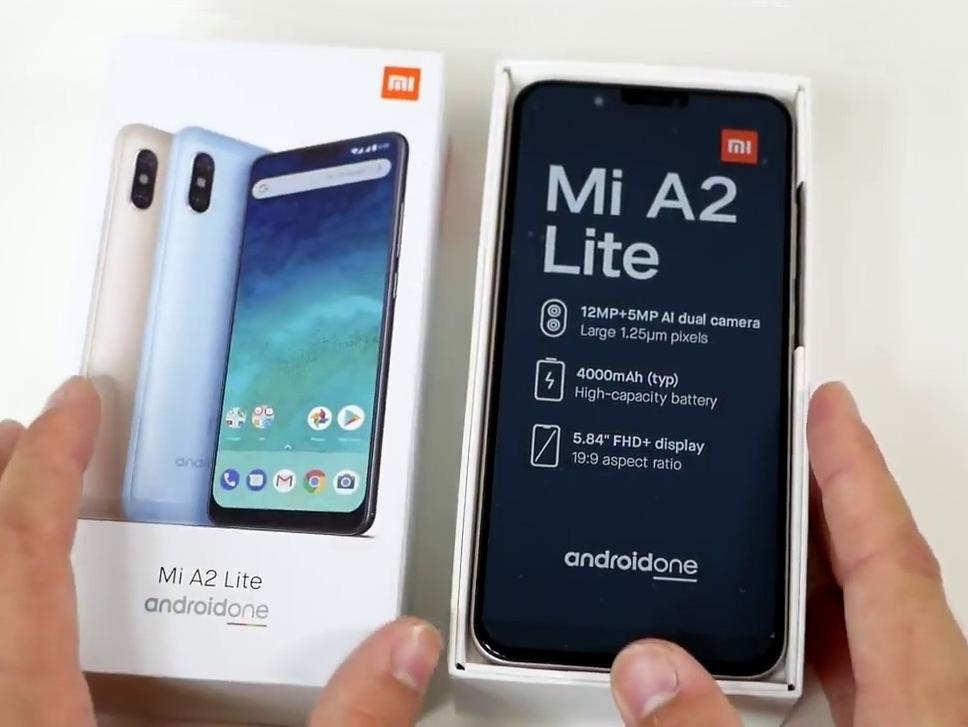 mi
andr
Mi A2 Lite
androidone
mi
Mi A2
Lite
12MP+5MP AI dual camera
Large 1.25µm pixels
4000mAh (typ)
High-capacity battery
5.84" FHD+ display
19:9 aspect ratio
androidone